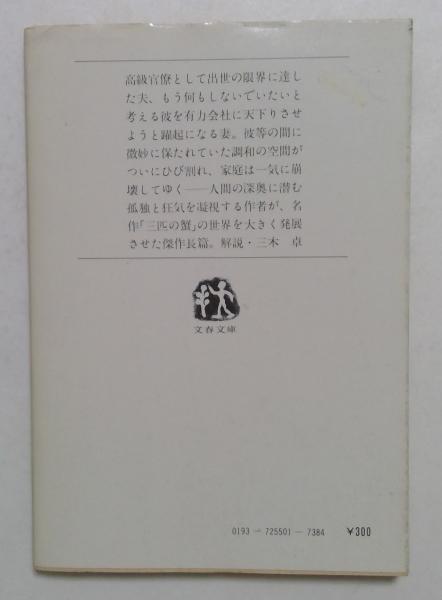 高級官僚として出世の限界に達し
た夫、もう何もしないでいたいと
考える彼を有力会社に天下りさせ
ようと躍起になる妻。彼等の間に
微妙に保たれていた調和の空間が
ついにひび割れ、家庭は一気に崩
壊してゆく——人間の深奥に潜む
孤独と狂気を凝視する作者が、名
作「三匹の蟹」の世界を大きく発展
させた傑作長篇。解説・三木 卓
文春文庫
0193 — 725501 — 7384 ¥300